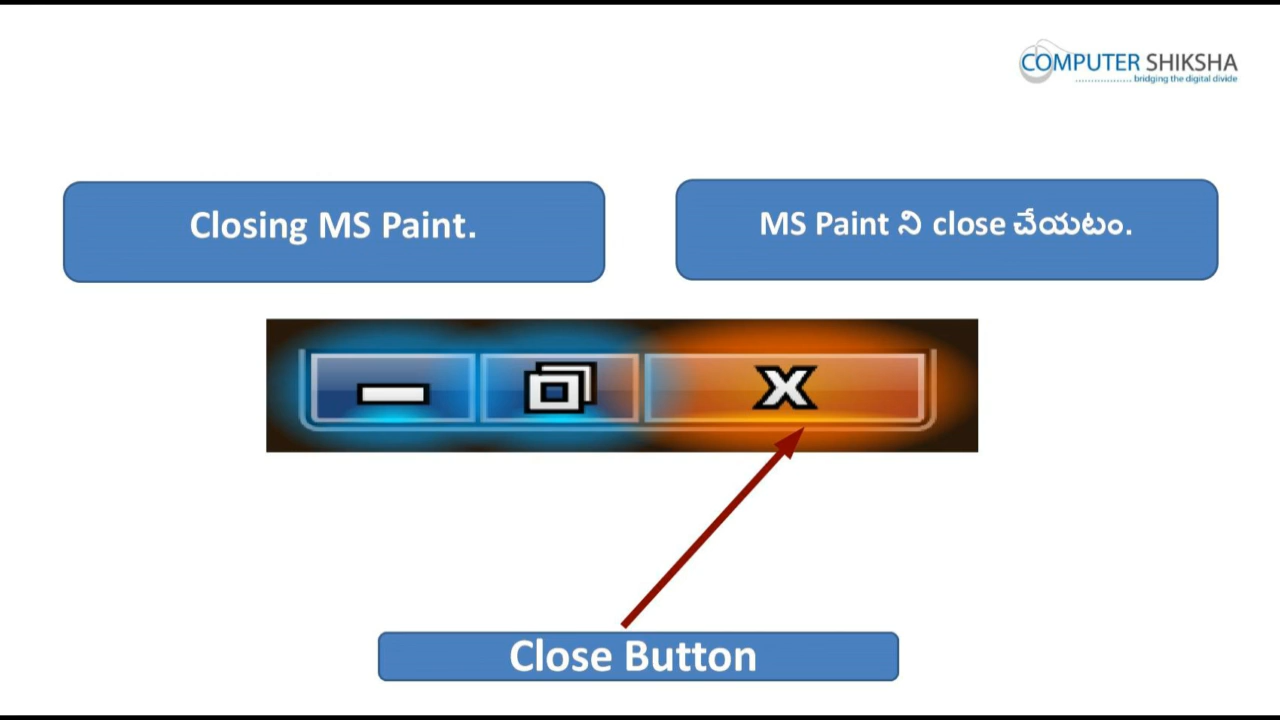 COMPUTER SHIKSHA
bridging the digital divide
Closing MS Paint.
MS Paint ని close చేయటం.
Close Button